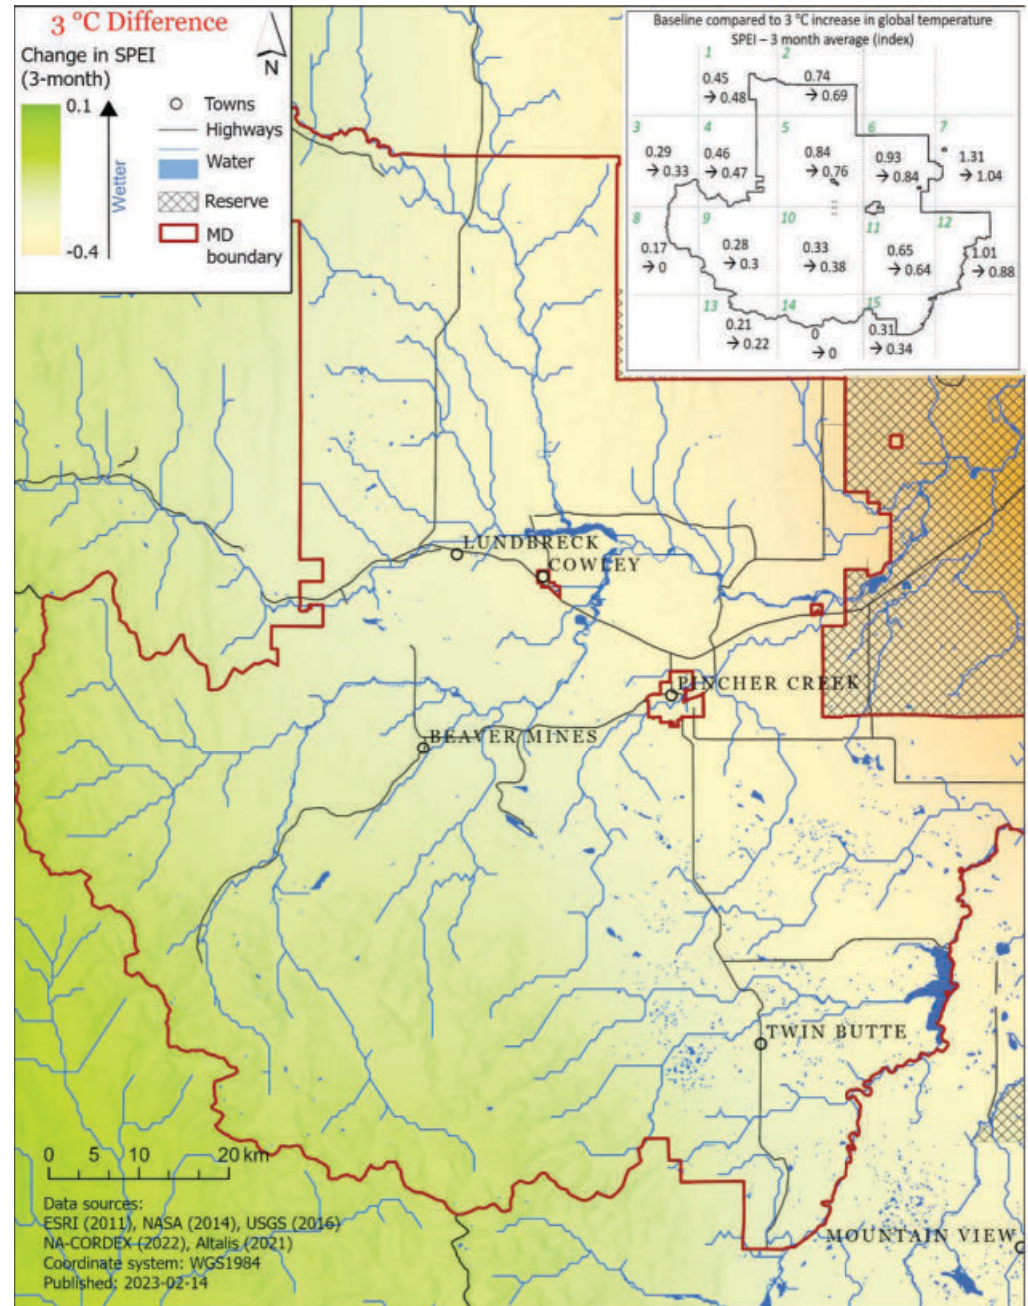 3 °C Difference
Change in SPEI
(3-month)
0.1
-0.4
Wetter
N
Towns
Highways
Water
Reserve
MD
boundary
Baseline compared to 3 °C increase in global temperature
SPEI – 3 month average (index)
1
0.45
→ 0.48
2
0.74
→ 0.69
3
0.29
→ 0.33
4
0.46
→ 0.47
5
0.84
→ 0.76
6
0.93
→ 0.84
7
1.31
→ 1.04
8
0.17
→ 0
9
0.28
→ 0.3
10
0.33
→ 0.38
11
0.65
→ 0.64
12
1.01
→ 0.88
13
0.21
→ 0.22
14
0
→ 0
15
0.31
→ 0.34
LUNDBRECK
COWLEY
PINCHER CREEK
BEAVER MINES
TWIN BUTTE
MOUNTAIN VIEW
0 5 10 20 km
Data sources:
ESRI (2011), NASA (2014), USGS (2016)
NA-CORDEX (2022), Altalis (2021)
Coordinate system: WGS1984
Published: 2023-02-14